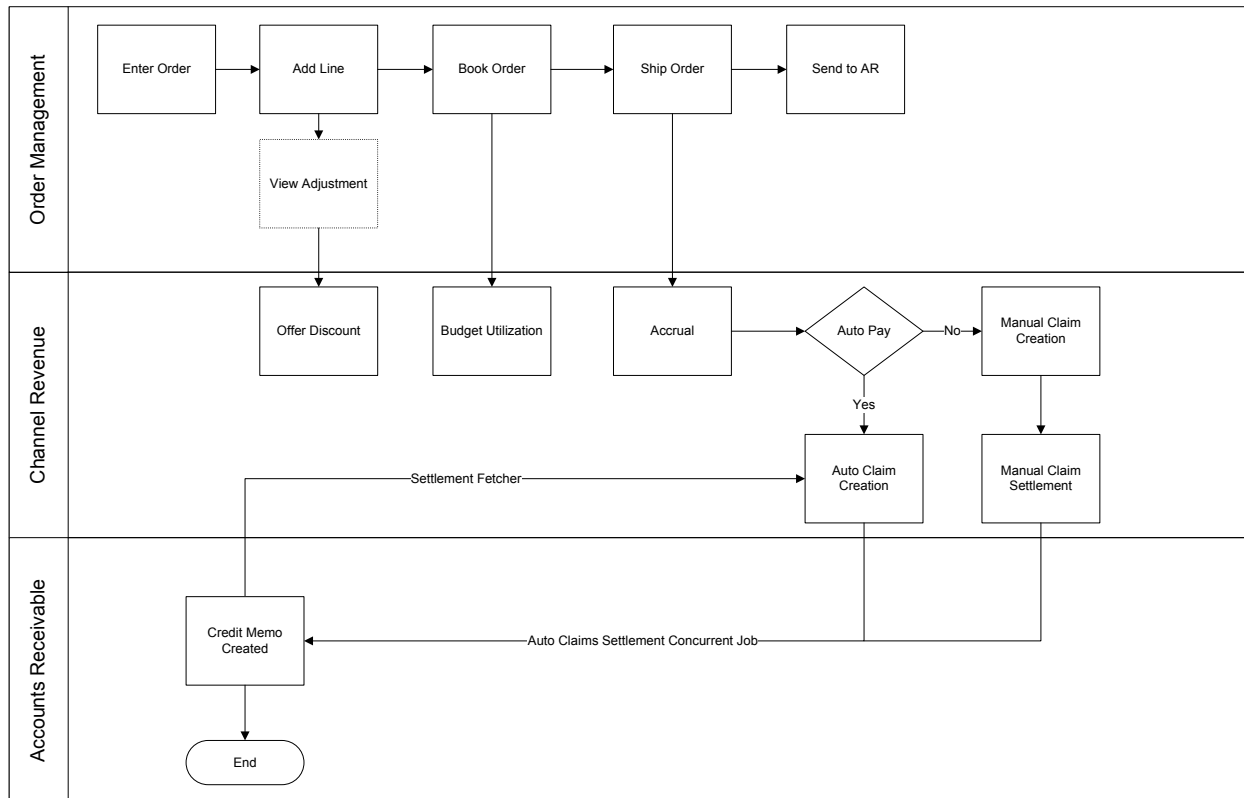 Order Management
Enter Order
Add Line
Book Order
Ship Order
Send to AR
View Adjustment
Channel Revenue
Offer Discount
Budget Utilization
Accrual
Auto Pay
No
Manual Claim
Creation
Yes
Settlement Fetcher
Auto Claim
Creation
Manual Claim
Settlement
Accounts Receivable
Credit Memo
Created
Auto Claims Settlement Concurrent Job
End